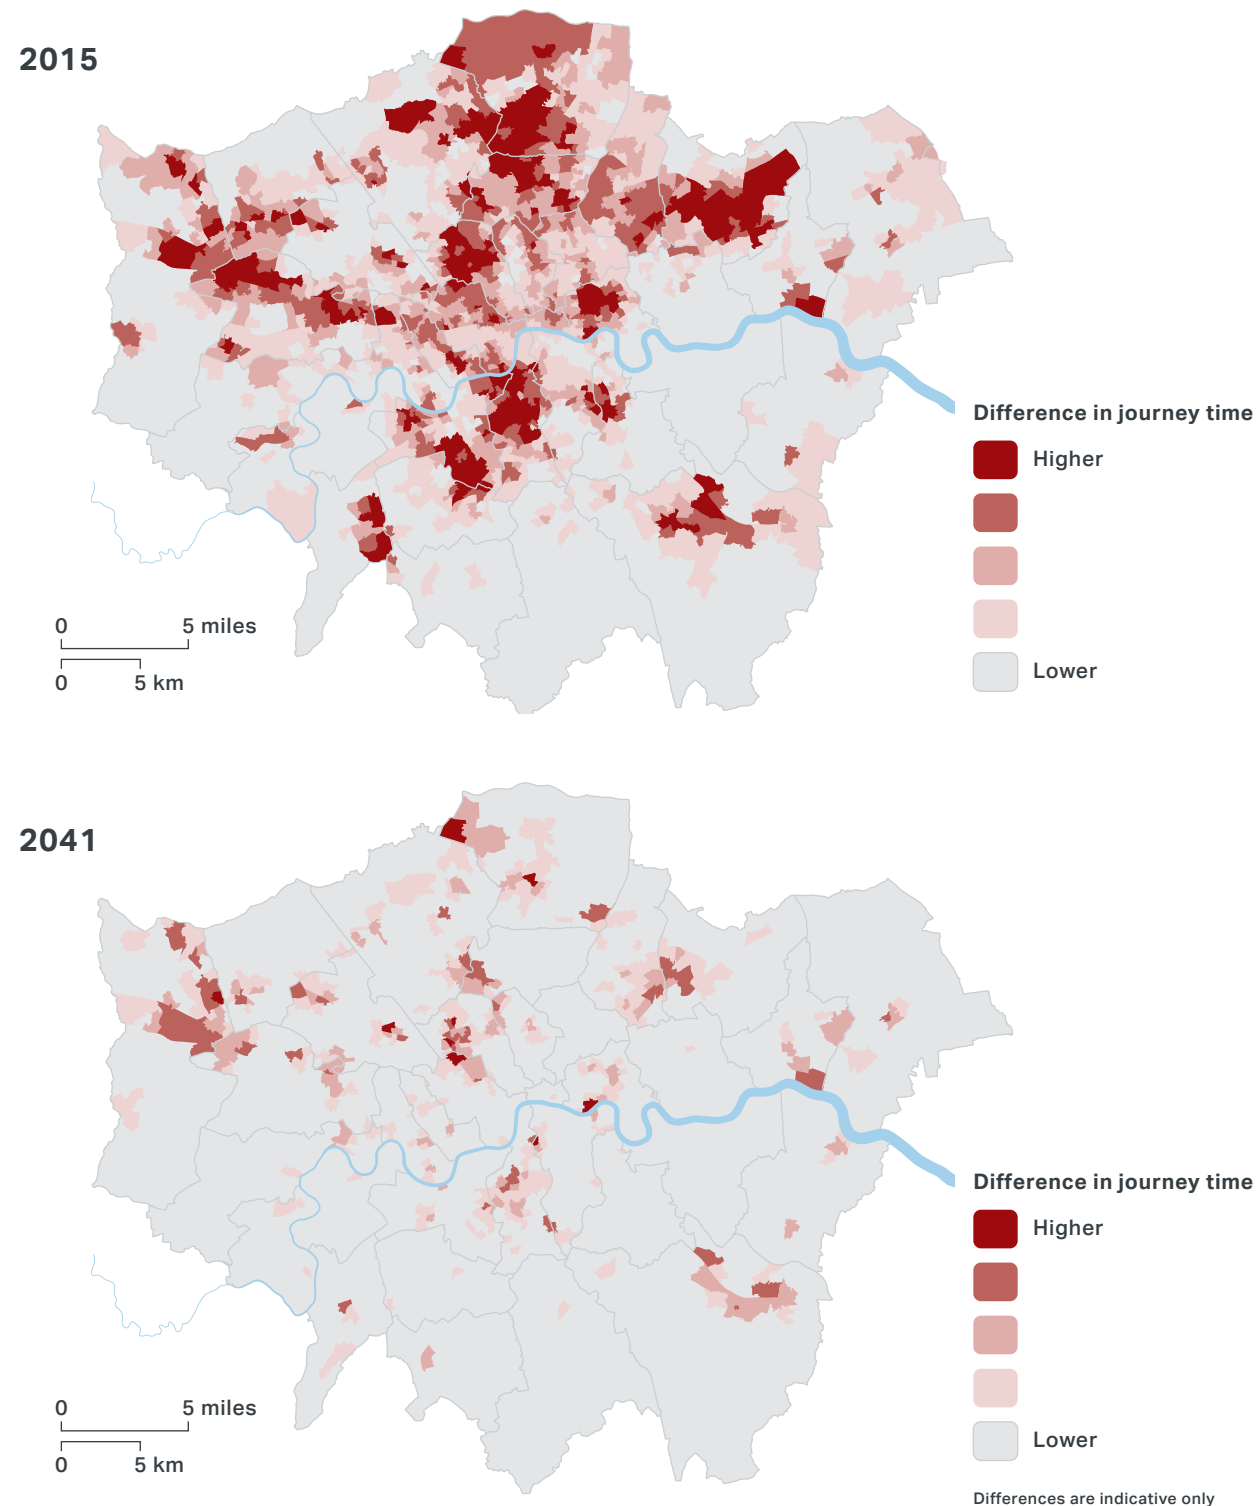 2015
Difference in journey time
Higher
Lower
0 5 miles
0 5 km
2041
Difference in journey time
Higher
Lower
0 5 miles
0 5 km
Differences are indicative only